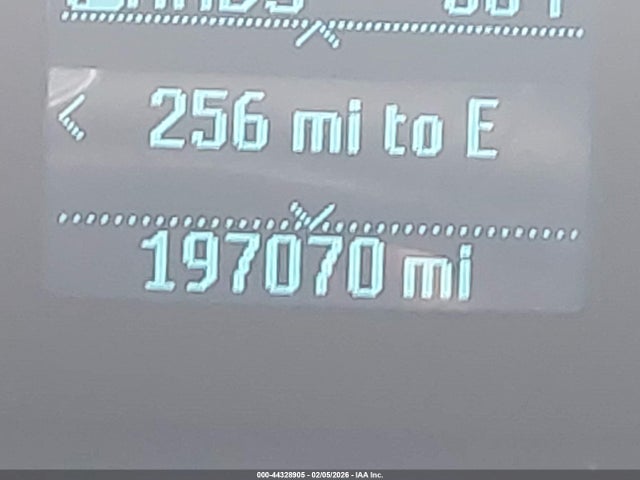 256 mi to E
197070 mi
000-44328905 - 02/05/2026 - IAA Inc.